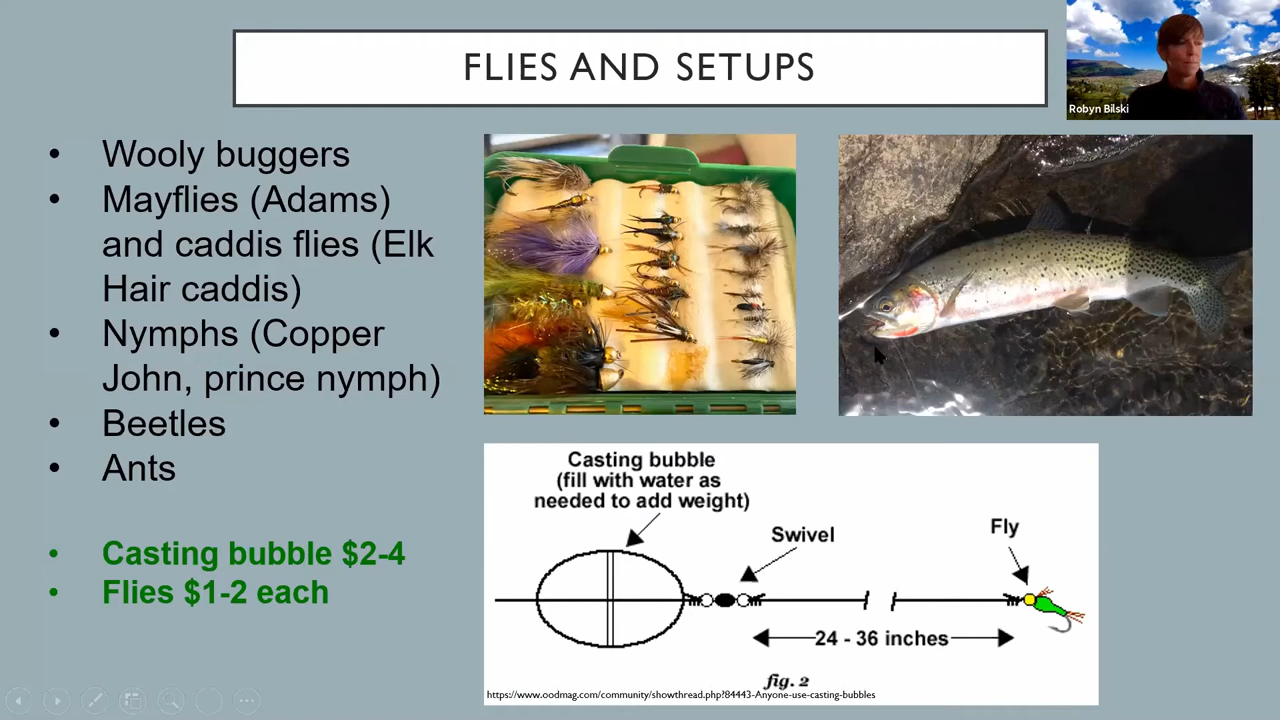 FLIES AND SETUPS
Robyn Bilski
• Wooly buggers
• Mayflies (Adams)
and caddis flies (Elk
Hair caddis)
• Nymphs (Copper
John, prince nymph)
• Beetles
• Ants
• Casting bubble $2-4
• Flies $1-2 each
Casting bubble
(fill with water as
needed to add weight)
Swivel
Fly
24 - 36 inches
fig. 2
https://www.oodmag.com/community/showthread.php?84443-Anyone-use-casting-bubbles